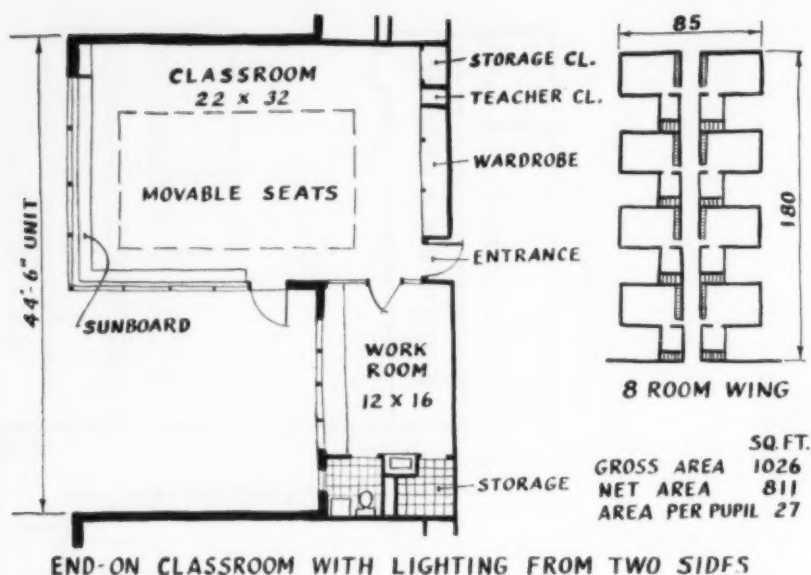 CLASSROOM
22 x 32
MOVABLE SEATS
STORAGE CL.
TEACHER CL.
WARDROBE
ENTRANCE
44'-6" UNIT
SUNBOARD
WORK
ROOM
12 X 16
STORAGE
85
180
8 ROOM WING
SQ. FT.
GROSS AREA 1026
NET AREA 811
AREA PER PUPIL 27
END-ON CLASSROOM WITH LIGHTING FROM TWO SIDES